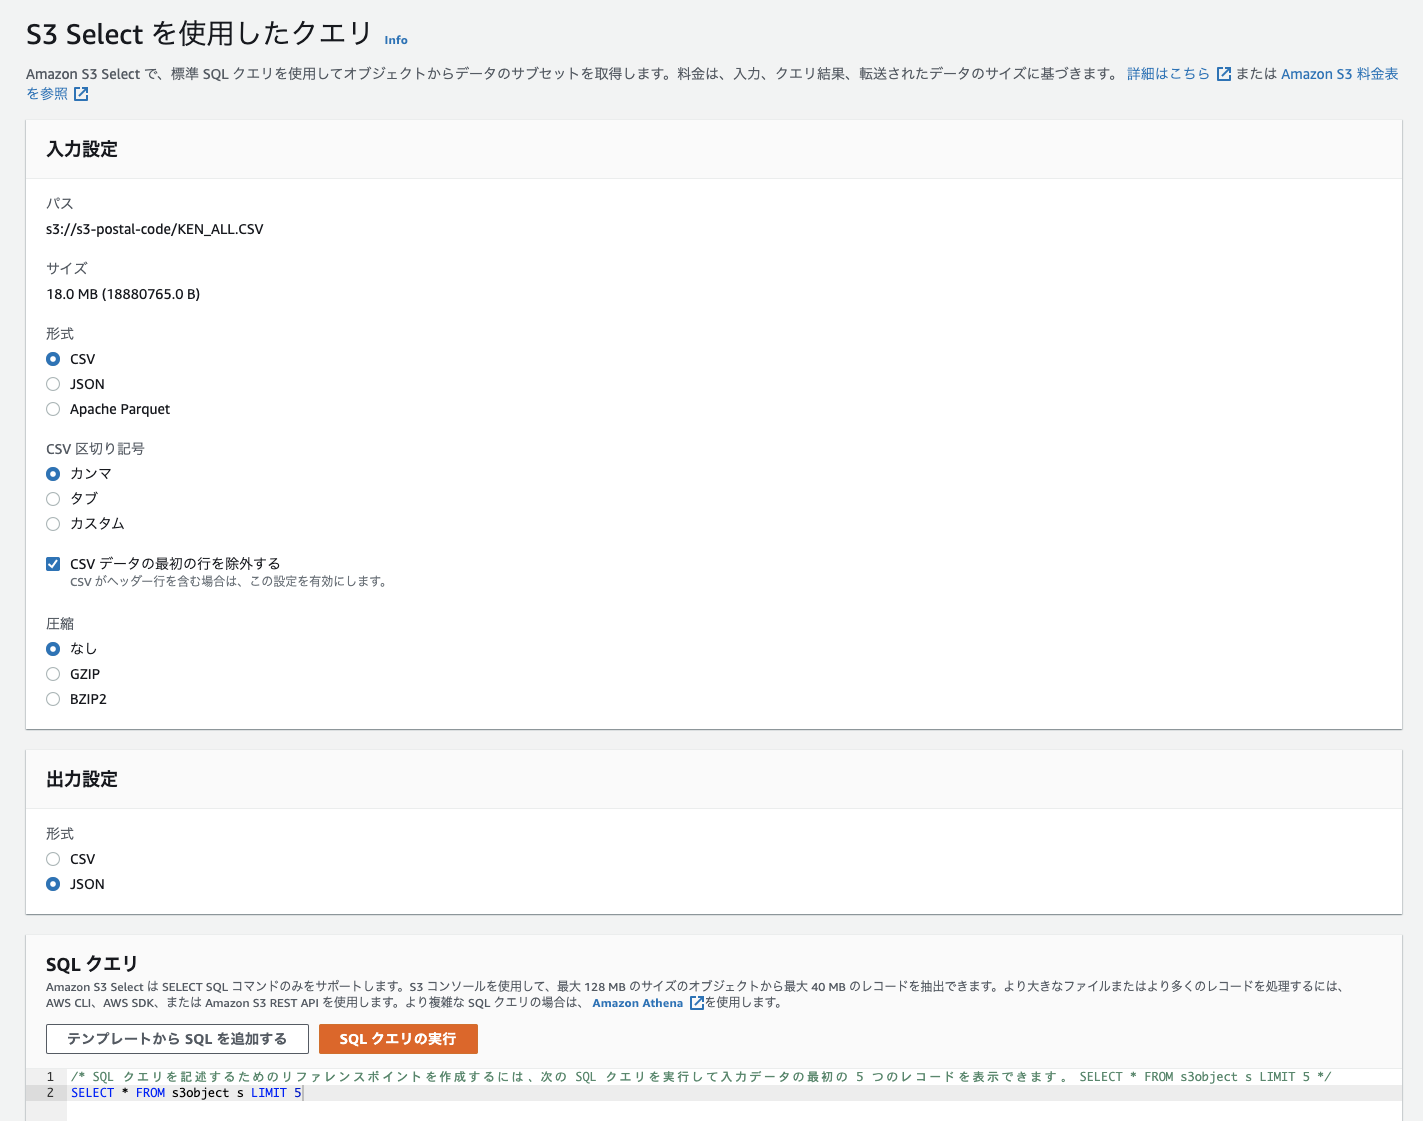 S3 Select を使用したクエリ Info
Amazon S3 Select で、標準 SQL クエリを使用してオブジェクトからデータのサブセットを取得します。料金は、入力、クエリ結果、転送されたデータのサイズに基づきます。 詳細はこちら または Amazon S3 料金表
を参照
入力設定
パス
s3://s3-postal-code/KEN_ALL.CSV
サイズ
18.0 MB (18880765.0 B)
形式
CSV
JSON
Apache Parquet
CSV 区切り記号
カンマ
タブ
カスタム
CSV データの最初の行を除外する
CSV がヘッダー行を含む場合は、この設定を有効にします。
圧縮
なし
GZIP
BZIP2
出力設定
形式
CSV
JSON
SQL クエリ
Amazon S3 Select は SELECT SQL コマンドのみをサポートします。S3 コンソールを使用して、最大 128 MB のサイズのオブジェクトから最大 40 MB のレコードを抽出できます。より大きなファイルまたはより多くのレコードを処理するには、
AWS CLI、AWS SDK、または Amazon S3 REST API を使用します。より複雑な SQL クエリの場合は、 Amazon Athena を使用します。
テンプレートから SQL を追加する SQL クエリの実行
1 /* SQL クエリを記述するためのリファレンスポイントを作成するには、次の SQL クエリを実行して入力データの最初の 5 つのレコードを表示できます。 SELECT * FROM s3object s LIMIT 5 */
2 SELECT * FROM s3object s LIMIT 5